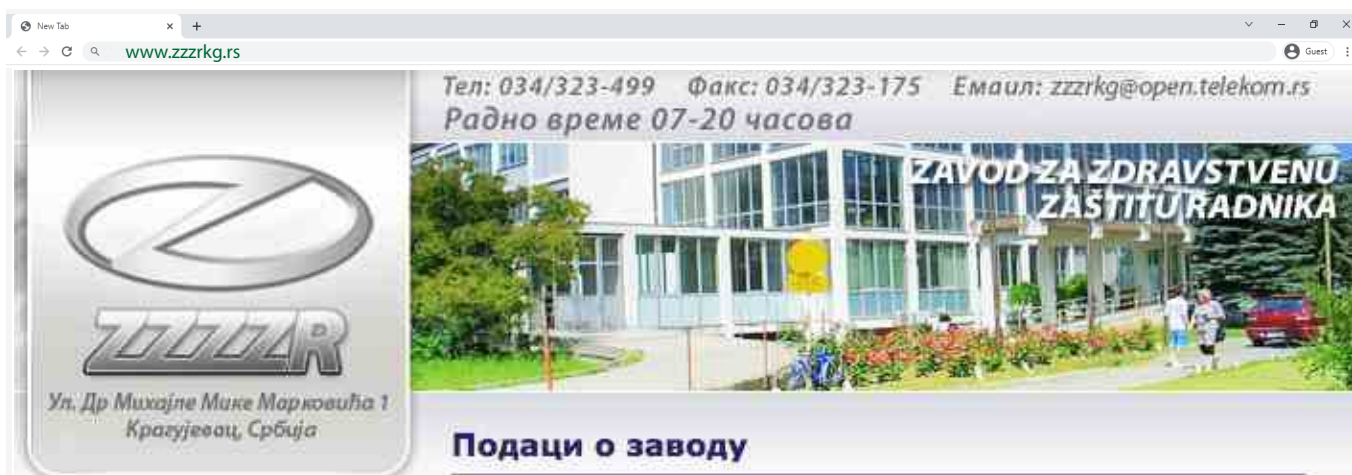 New Tab
www.zzzrkg.rs
Guest
Тел: 034/323-499 Факс: 034/323-175 Емаил: zzzrkg@open.telekom.rs
Радно време 07-20 часова
ZAVOD ZA ZDRAVSTVENU
ZAŠTITU RADNIKA
ZZZZR
Ул. Др Михајле Мике Марковића 1
Крагујевац, Србија
Подаци о заводу